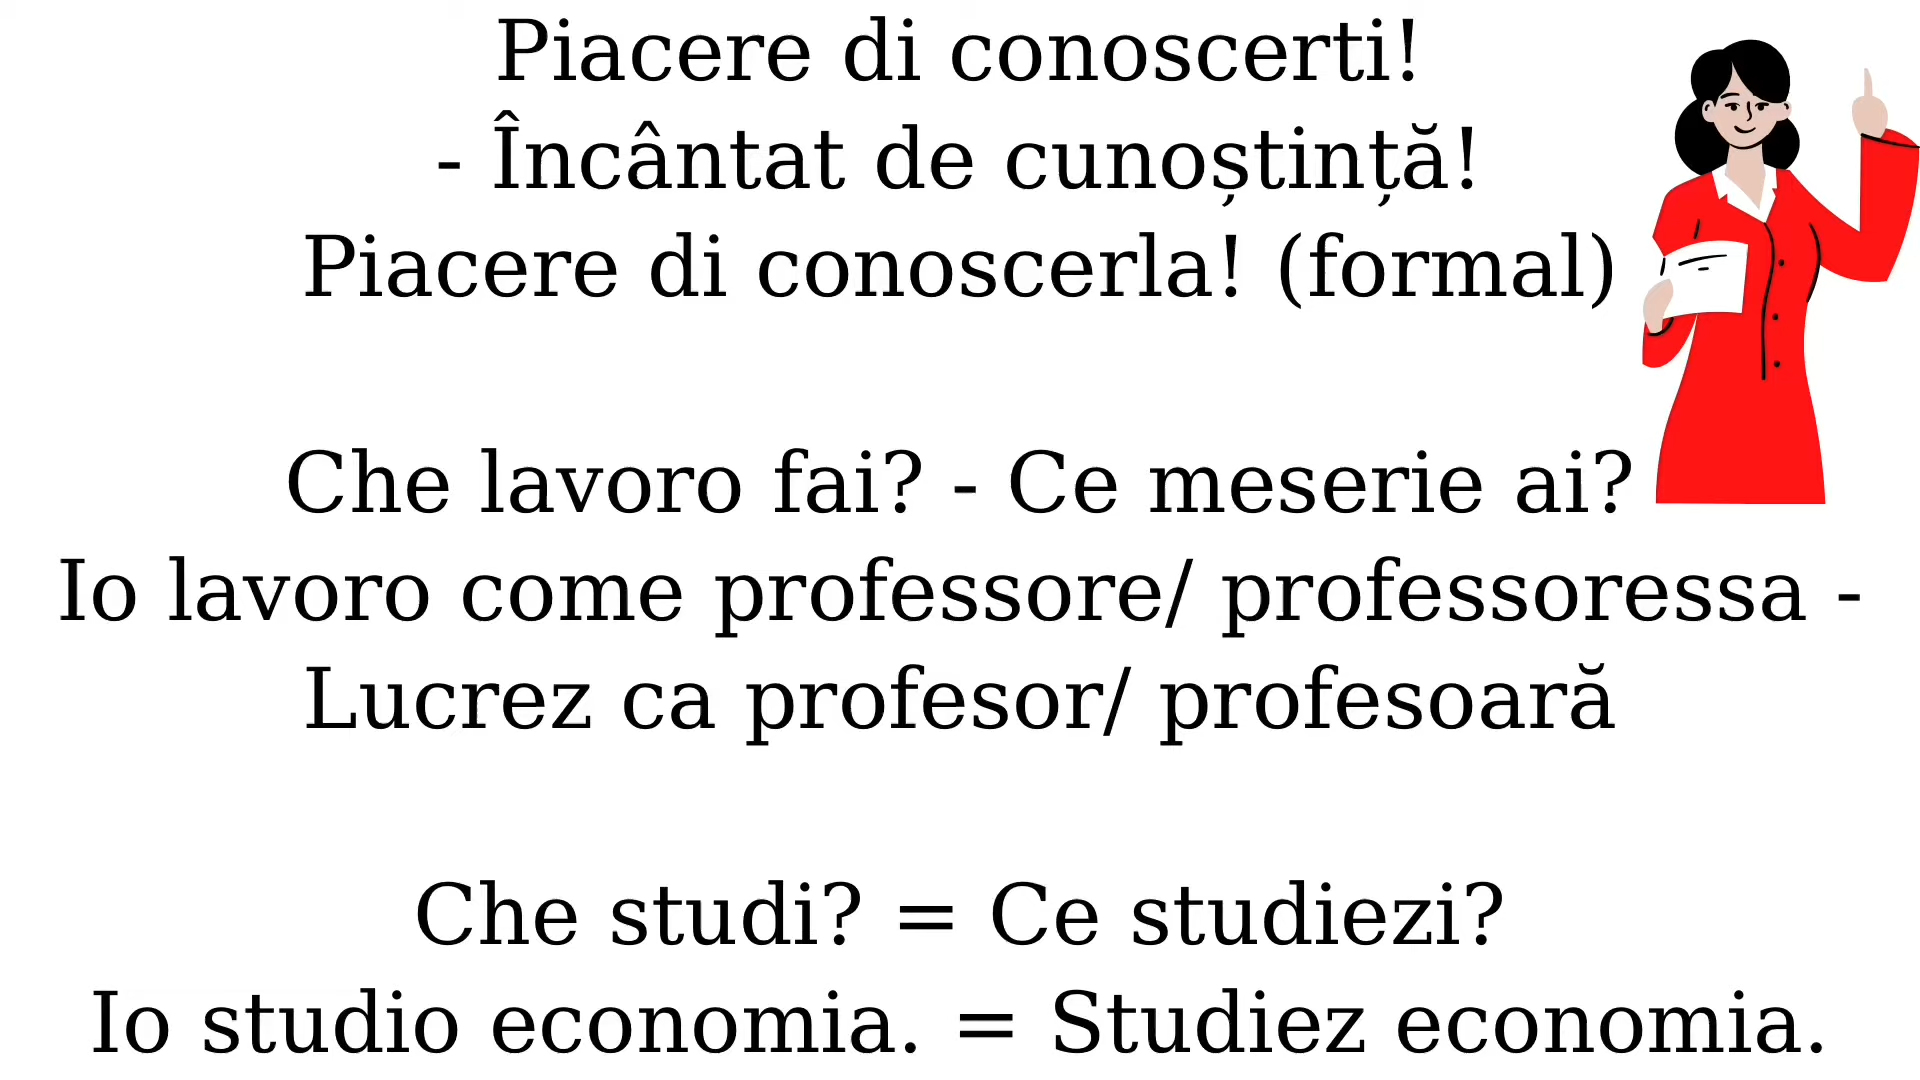 Piacere di conoscerti!
- Încântat de cunoștință!
Piacere di conoscerla! (formal)
Che lavoro fai? - Ce meserie ai?
Io lavoro come professore/ professoressa -
Lucrez ca profesor/ profesoară
Che studi? = Ce studiezi?
Io studio economia. = Studiez economia.